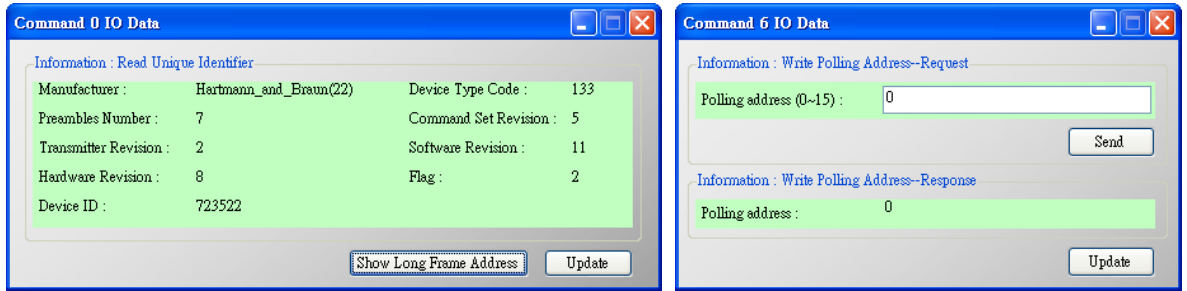 Command 0 IO Data
Information : Read Unique Identifier
Manufacturer : Hartmann_and_Braun(22) Device Type Code : 133
Preambles Number : 7 Command Set Revision : 5
Transmitter Revision : 2 Software Revision : 11
Hardware Revision : 8 Flag : 2
Device ID : 723522
Show Long Frame Address Update
Command 6 IO Data
Information : Write Polling Address--Request
Polling address (0~15) : 0
Send
Information : Write Polling Address--Response
Polling address : 0
Update